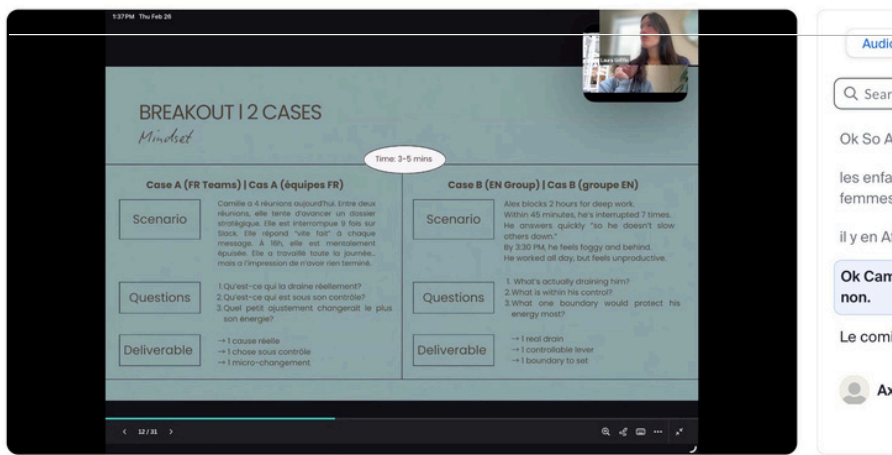 1:37 PM Thu Feb 26
Laura Griffin
BREAKOUT | 2 CASES
Mindset
Time: 3-5 mins
Case A (FR Teams) | Cas A (équipes FR)
Scenario
Camille a 4 réunions aujourd'hui. Entre deux
réunions, elle tente d'avancer un dossier
stratégique. Elle est interrompue 9 fois sur
Slack. Elle répond "vite fait" à chaque
message. À 16h, elle est mentalement
épuisée. Elle a travaillé toute la journée...
mais a l'impression de n'avoir rien terminé.
Questions
1.Qu'est-ce qui la draine réellement?
2.Qu'est-ce qui est sous son contrôle?
3.Quel petit ajustement changerait le plus
son énergie?
Deliverable
→ 1 cause réelle
→ 1 chose sous contrôle
→ 1 micro-changement
Case B (EN Group) | Cas B (groupe EN)
Scenario
Alex blocks 2 hours for deep work.
Within 45 minutes, he's interrupted 7 times.
He answers quickly "so he doesn't slow
others down."
By 3:30 PM, he feels foggy and behind.
He worked all day, but feels unproductive.
Questions
1. What's actually draining him?
2.What is within his control?
3.What one boundary would protect his
energy most?
Deliverable
→ 1 real drain
→ 1 controllable lever
→ 1 boundary to set
12 / 31
Audio
Sear
Ok So A
les enfa
femmes
il y en A
Ok Cam
non.
Le comi
Ax